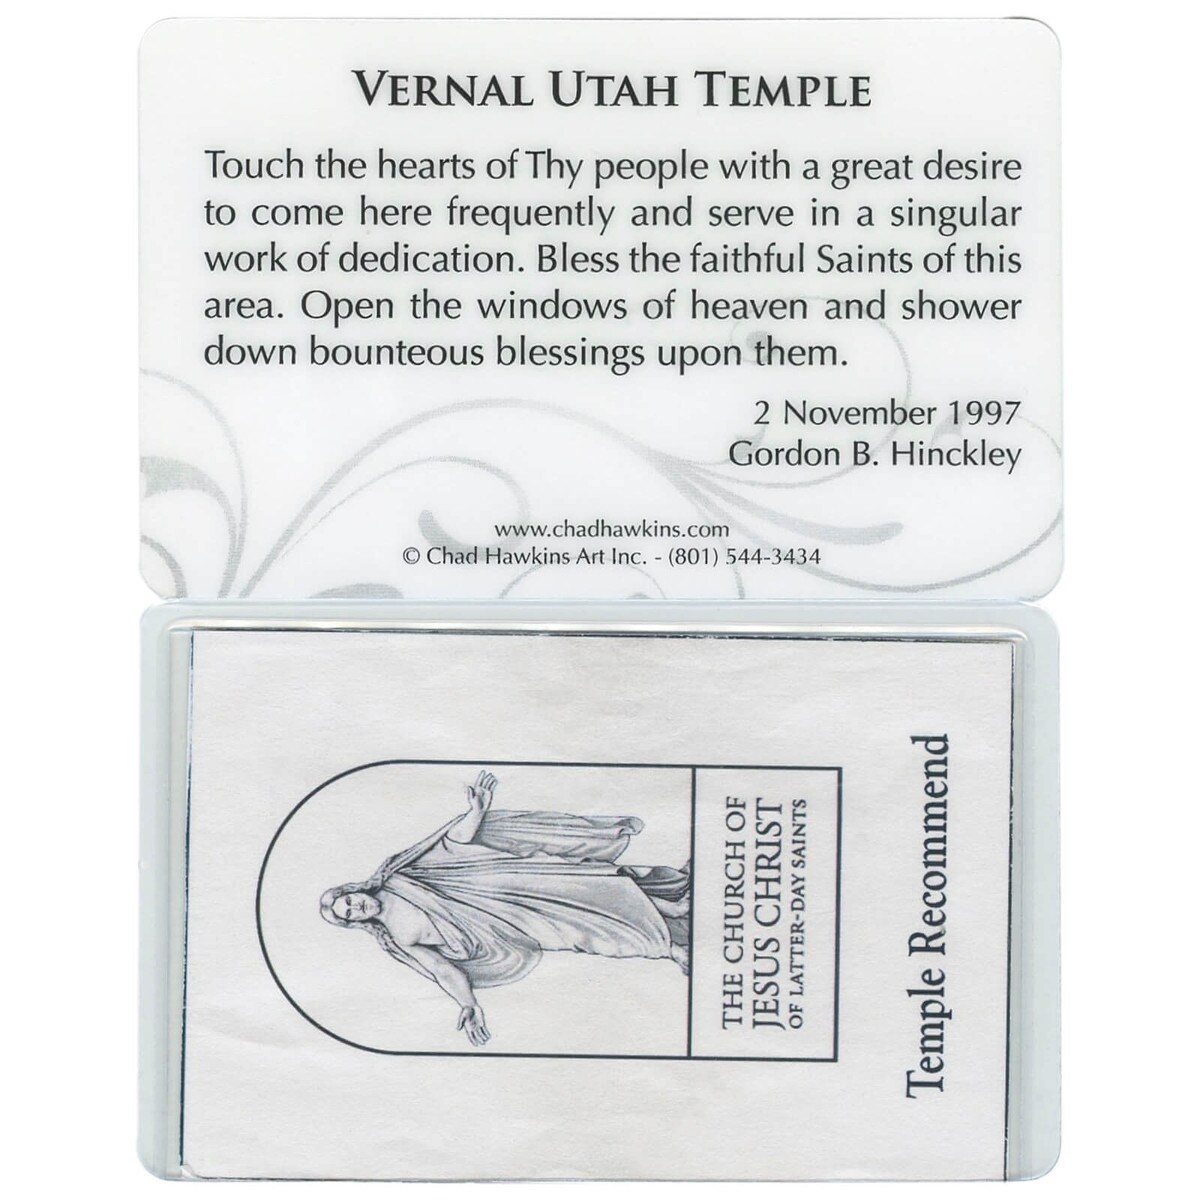 VERNAL UTAH TEMPLE
Touch the hearts of Thy people with a great desire
to come here frequently and serve in a singular
work of dedication. Bless the faithful Saints of this
area. Open the windows of heaven and shower
down bounteous blessings upon them.
2 November 1997
Gordon B. Hinckley
www.chadhawkins.com
© Chad Hawkins Art Inc. - (801) 544-3434
THE CHURCH OF
JESUS CHRIST
OF LATTER-DAY SAINTS
Temple Recommend